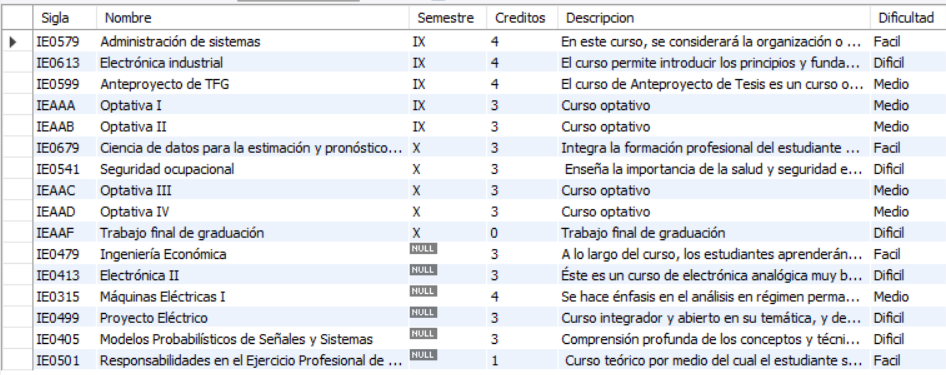 Sigla Nombre Semestre Creditos Descripcion Dificultad
IE0579 Administración de sistemas IX 4 En este curso, se considerará la organización o ... Facil
IE0613 Electrónica industrial IX 4 El curso permite introducir los principios y funda... Dificil
IE0599 Anteproyecto de TFG IX 4 El curso de Anteproyecto de Tesis es un curso o... Medio
IEAAA Optativa I IX 3 Curso optativo Medio
IEAAB Optativa II IX 3 Curso optativo Medio
IE0679 Ciencia de datos para la estimación y pronóstico... X 3 Integra la formación profesional del estudiante ... Facil
IE0541 Seguridad ocupacional X 3 Enseña la importancia de la salud y seguridad e... Dificil
IEAAC Optativa III X 3 Curso optativo Medio
IEAAD Optativa IV X 3 Curso optativo Medio
IEAAF Trabajo final de graduación X 0 Trabajo final de graduación Dificil
IE0479 Ingeniería Económica NULL 3 A lo largo del curso, los estudiantes aprenderán... Facil
IE0413 Electrónica II NULL 3 Éste es un curso de electrónica analógica muy b... Dificil
IE0315 Máquinas Eléctricas I NULL 4 Se hace énfasis en el análisis en régimen perma... Medio
IE0499 Proyecto Eléctrico NULL 3 Curso integrador y abierto en su temática, y de... Dificil
IE0405 Modelos Probabilísticos de Señales y Sistemas NULL 3 Comprensión profunda de los conceptos y técni... Dificil
IE0501 Responsabilidades en el Ejercicio Profesional de ... NULL 1 Curso teórico por medio del cual el estudiante s... Facil